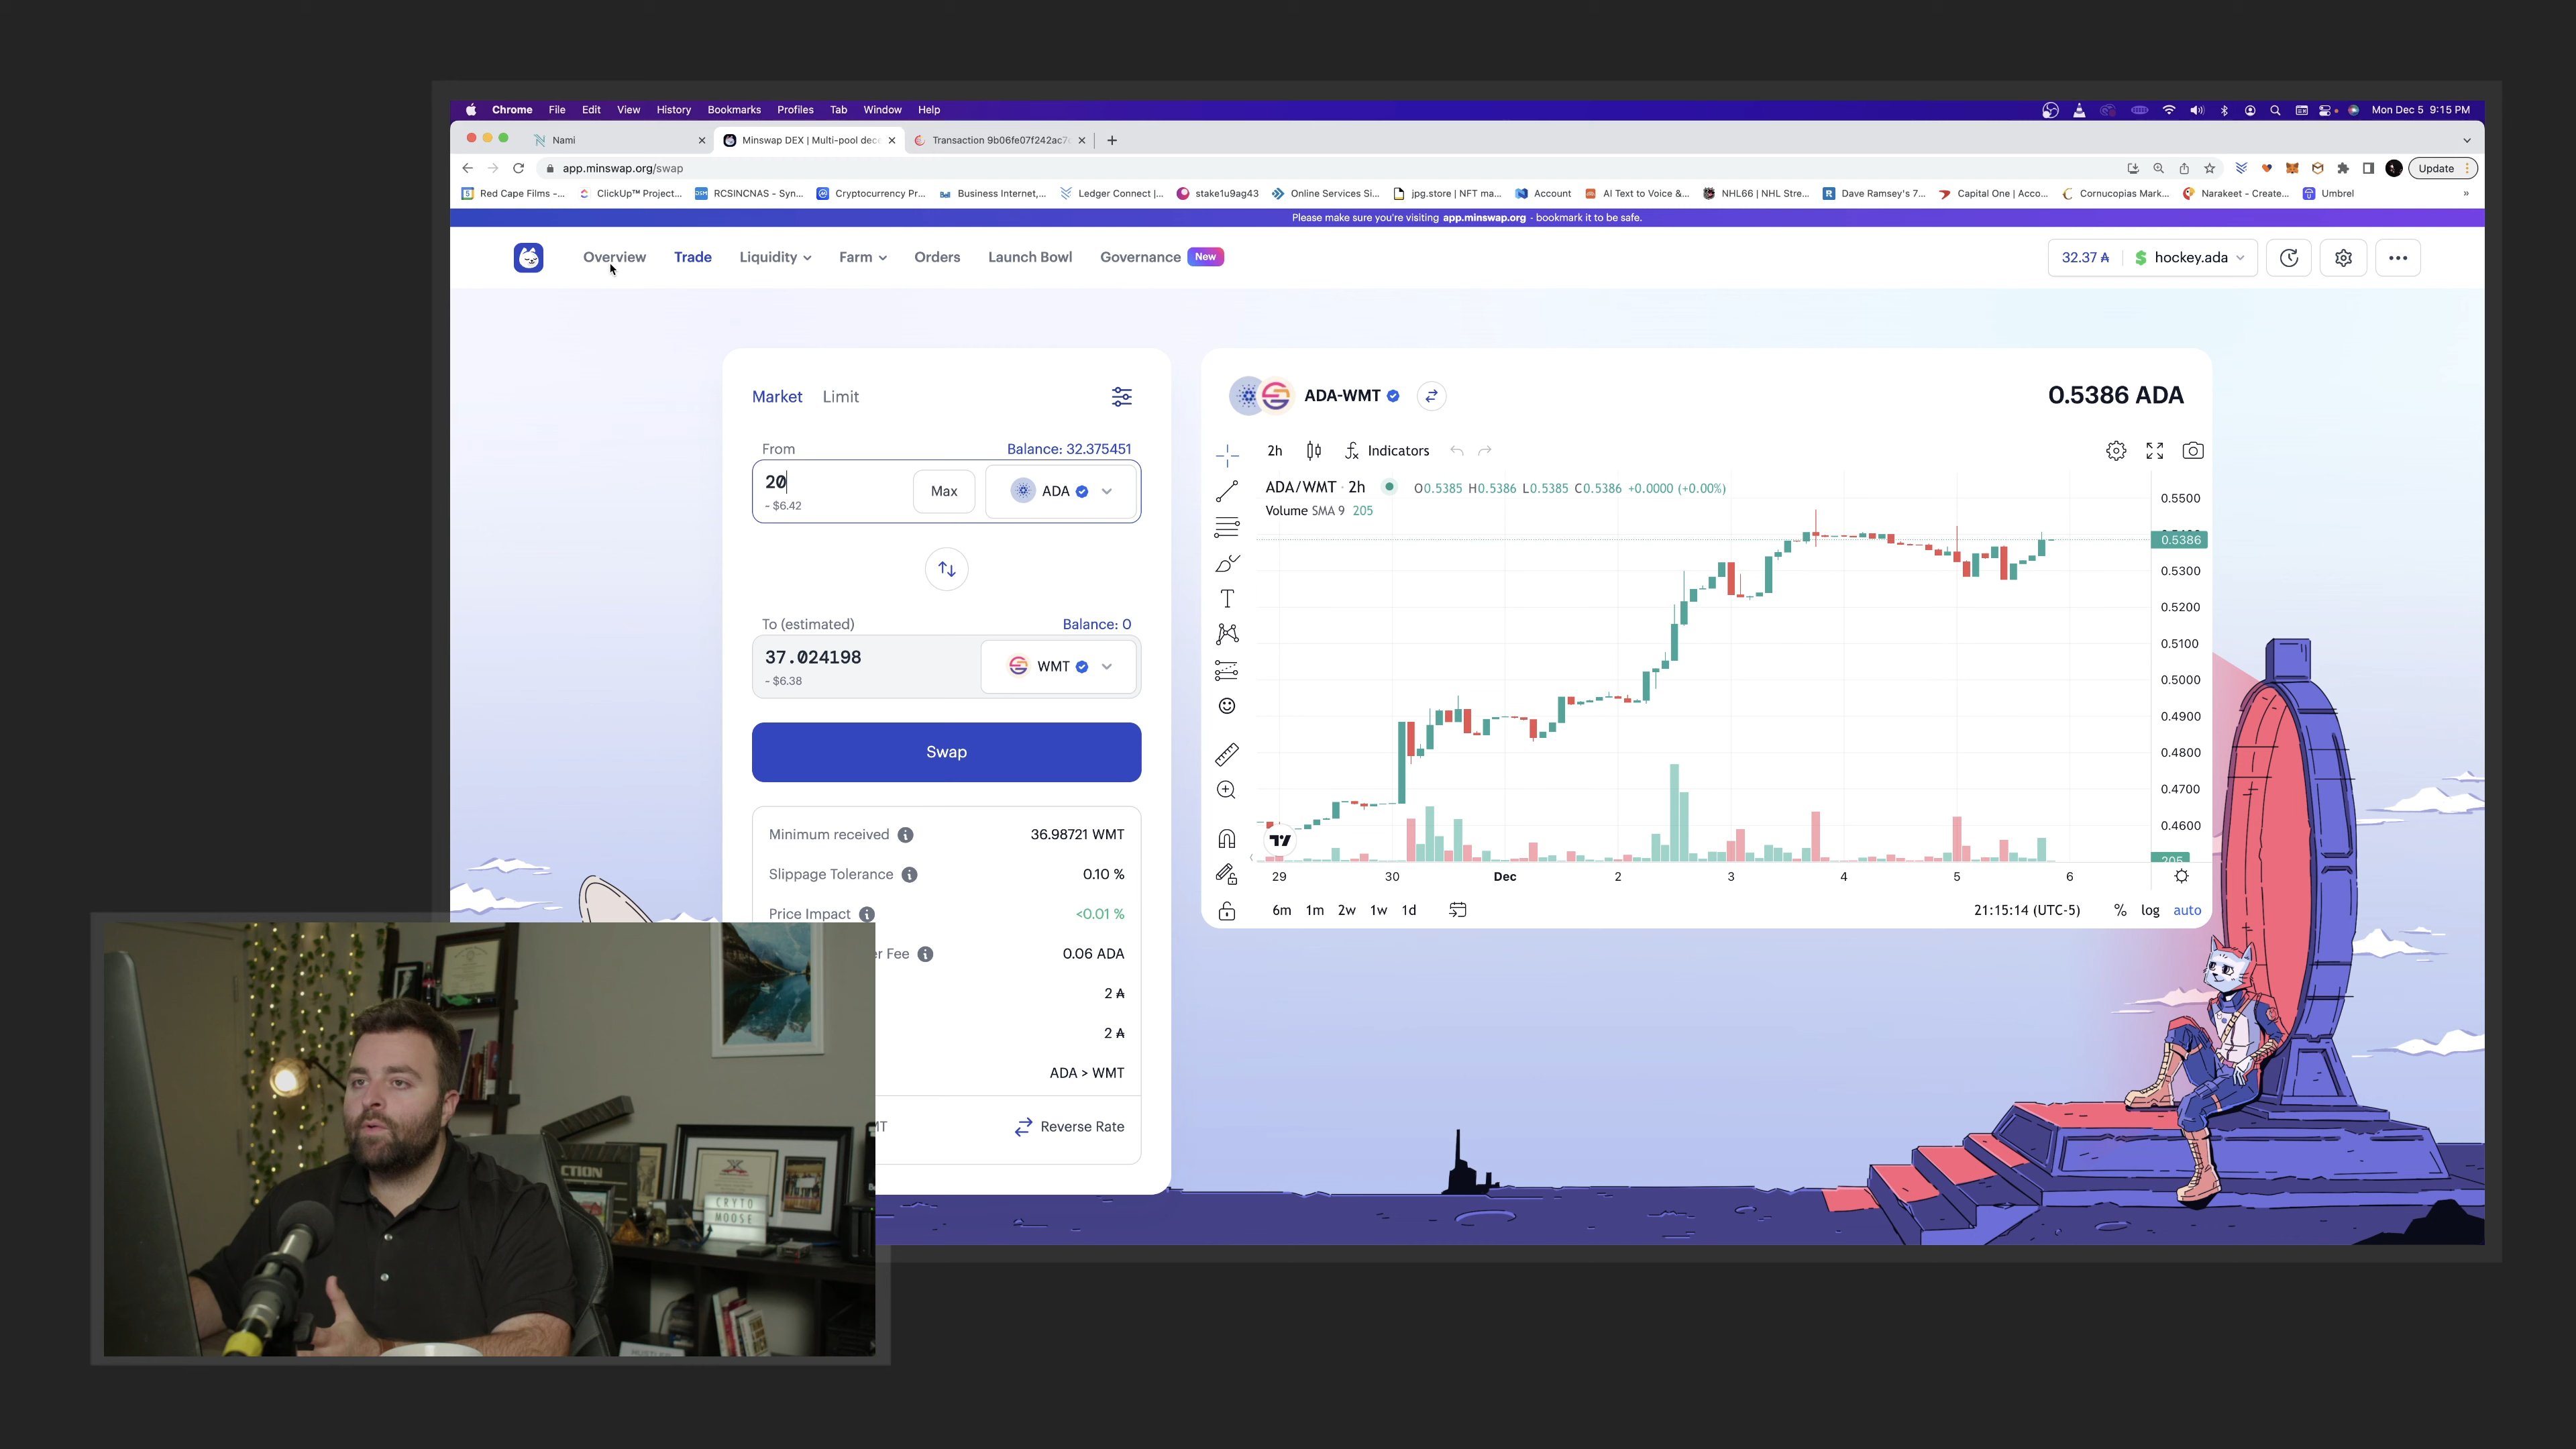 Chrome File Edit View History Bookmarks Profiles Tab Window Help Mon Dec 5 9:15 PM
Nami Minswap DEX | Multi-pool dece Transaction 9b06fe07f242ac7c
app.minswap.org/swap Update
Red Cape Films -... ClickUp™ Project... RCSINCNAS - Syn... Cryptocurrency Pr... Business Internet,... Ledger Connect |... stake1u9ag43 Online Services Si... jpg.store | NFT ma... Account AI Text to Voice &... NHL66 | NHL Stre... Dave Ramsey's 7... Capital One | Acco... Cornucopias Mark... Narakeet - Create... Umbrel »
Please make sure you're visiting app.minswap.org - bookmark it to be safe.
Overview Trade Liquidity Farm Orders Launch Bowl Governance New 32.37 ₳ hockey.ada
Market Limit
From Balance: 32.375451
20 Max ADA
~ $6.42
To (estimated) Balance: 0
37.024198 WMT
~ $6.38
Swap
Minimum received 36.98721 WMT
Slippage Tolerance 0.10 %
Price Impact <0.01 %
er Fee 0.06 ADA
2 ₳
2 ₳
ADA > WMT
Reverse Rate
ADA-WMT 0.5386 ADA
2h Indicators
ADA/WMT · 2h O0.5385 H0.5386 L0.5385 C0.5386 +0.0000 (+0.00%)
Volume SMA 9 205
0.5500
0.5386
0.5300
0.5200
0.5100
0.5000
0.4900
0.4800
0.4700
0.4600
205
29 30 Dec 2 3 4 5 6
6m 1m 2w 1w 1d 21:15:14 (UTC-5) % log auto
CTION
CRYTO
MOOSE